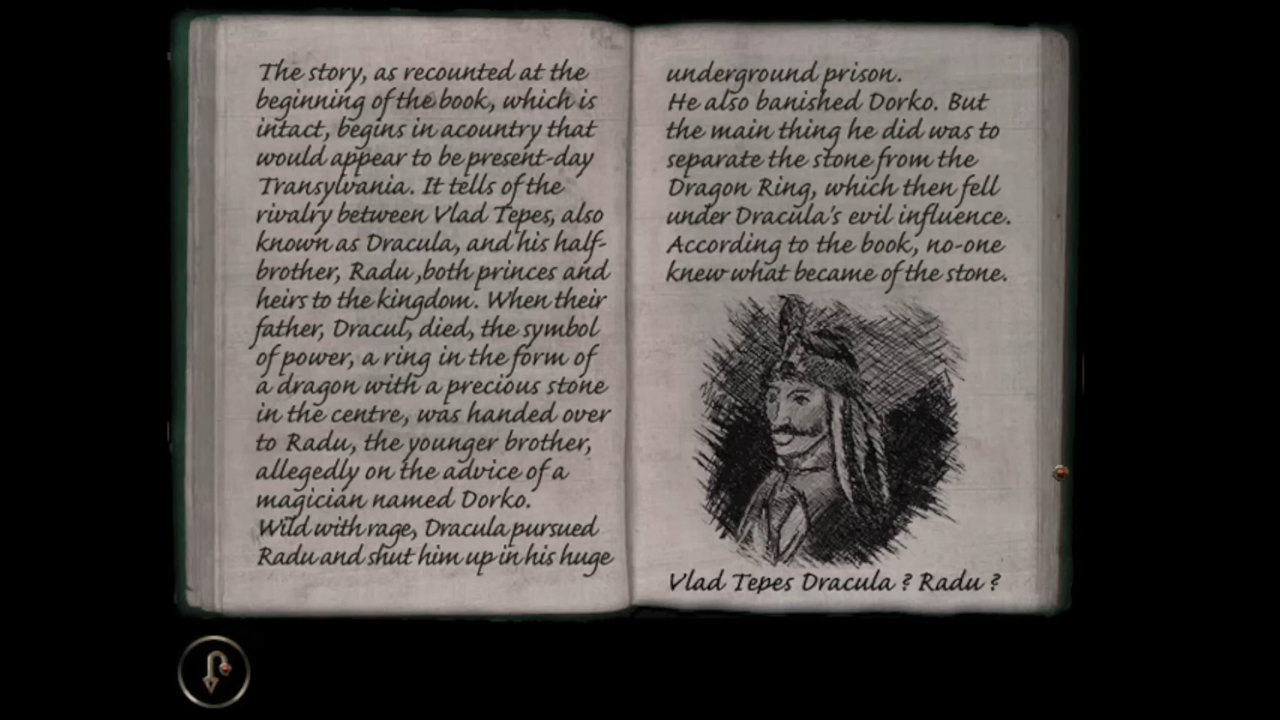 The story, as recounted at the
beginning of the book, which is
intact, begins in acountry that
would appear to be present-day
Transylvania. It tells of the
rivalry between Vlad Tepes, also
known as Dracula, and his half-
brother, Radu ,both princes and
heirs to the kingdom. When their
father, Dracul, died, the symbol
of power, a ring in the form of
a dragon with a precious stone
in the centre, was handed over
to Radu, the younger brother,
allegedly on the advice of a
magician named Dorko.
Wild with rage, Dracula pursued
Radu and shut him up in his huge
underground prison.
He also banished Dorko. But
the main thing he did was to
separate the stone from the
Dragon Ring, which then fell
under Dracula's evil influence.
According to the book, no-one
knew what became of the stone.
Vlad Tepes Dracula ? Radu ?